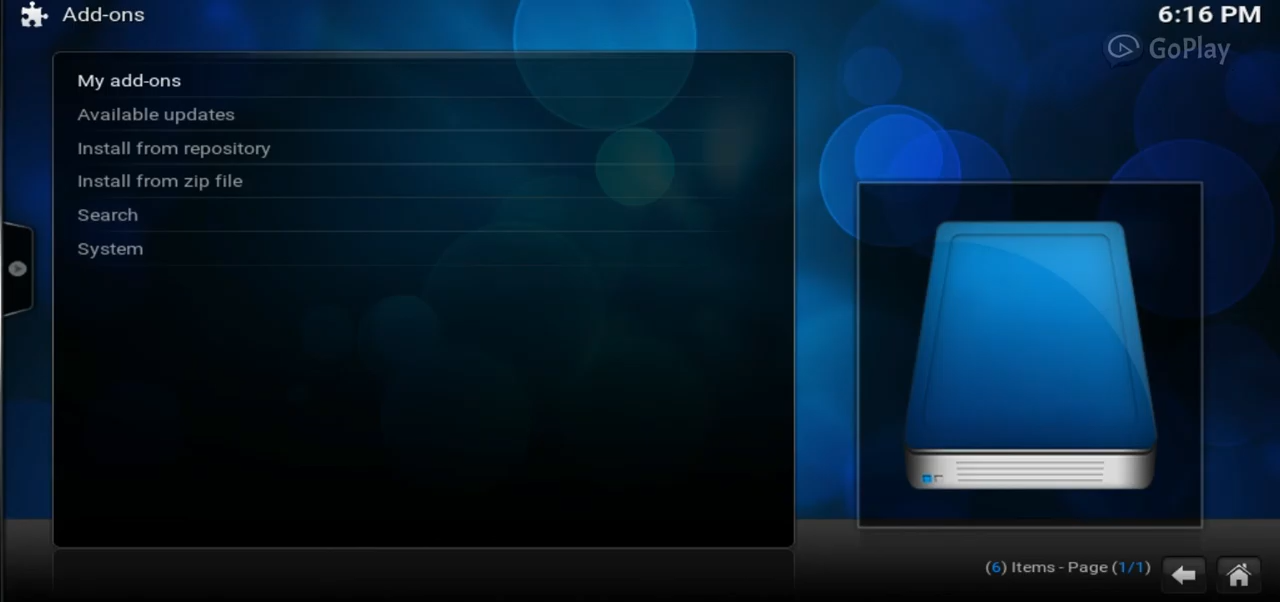 Add-ons
6:16 PM
GoPlay
My add-ons
Available updates
Install from repository
Install from zip file
Search
System
(6) Items - Page (1/1)